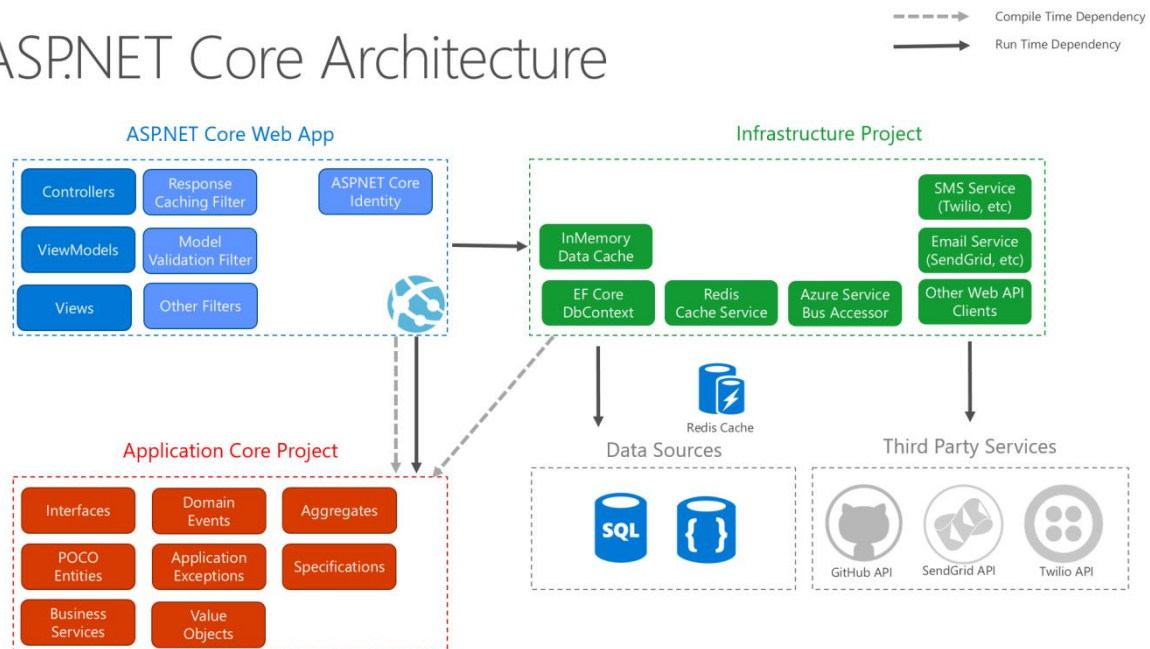 Compile Time Dependency
Run Time Dependency
ASP.NET Core Architecture
ASP.NET Core Web App
Controllers
Response
Caching Filter
ASP.NET Core
Identity
ViewModels
Model
Validation Filter
Views
Other Filters
Infrastructure Project
SMS Service
(Twilio, etc)
InMemory
Data Cache
Email Service
(SendGrid, etc)
EF Core
DbContext
Redis
Cache Service
Azure Service
Bus Accessor
Other Web API
Clients
Redis Cache
Application Core Project
Interfaces
Domain
Events
Aggregates
POCO
Entities
Application
Exceptions
Specifications
Business
Services
Value
Objects
Data Sources
SQL
{ }
Third Party Services
GitHub API
SendGrid API
Twilio API